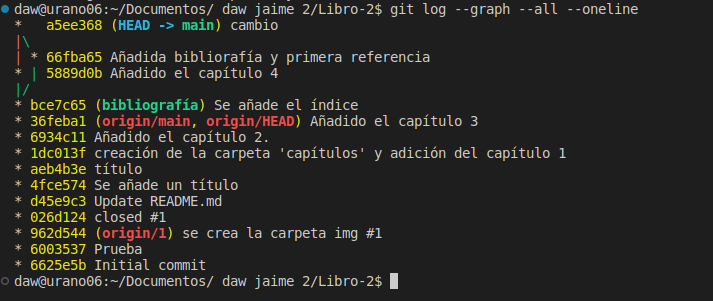 daw@urano06:~/Documentos/ daw jaime 2/Libro-2$ git log --graph --all --oneline
*   a5ee368 (HEAD -> main) cambio
|\
| * 66fba65 Añadida bibliorafía y primera referencia
* | 5889d0b Añadido el capítulo 4
|/
* bce7c65 (bibliografía) Se añade el índice
* 36feba1 (origin/main, origin/HEAD) Añadido el capítulo 3
* 6934c11 Añadido el capítulo 2.
* 1dc013f creación de la carpeta 'capítulos' y adición del capítulo 1
* aeb4b3e título
* 4fce574 Se añade un título
* d45e9c3 Update README.md
* 026d124 closed #1
* 962d544 (origin/1) se crea la carpeta img #1
* 6003537 Prueba
* 6625e5b Initial commit
daw@urano06:~/Documentos/ daw jaime 2/Libro-2$